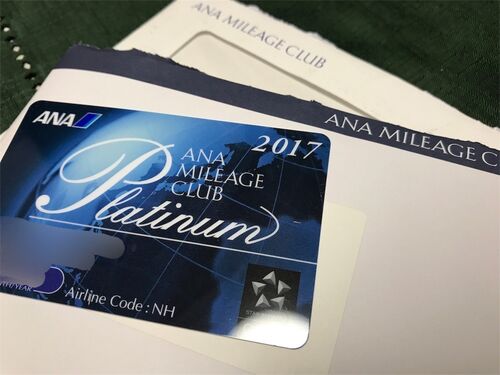 ANA MILEAGE CLUB
ANA MILEAGE C
ANA
2017
ANA
MILEAGE
CLUB
Platinum
Airline Code : NH